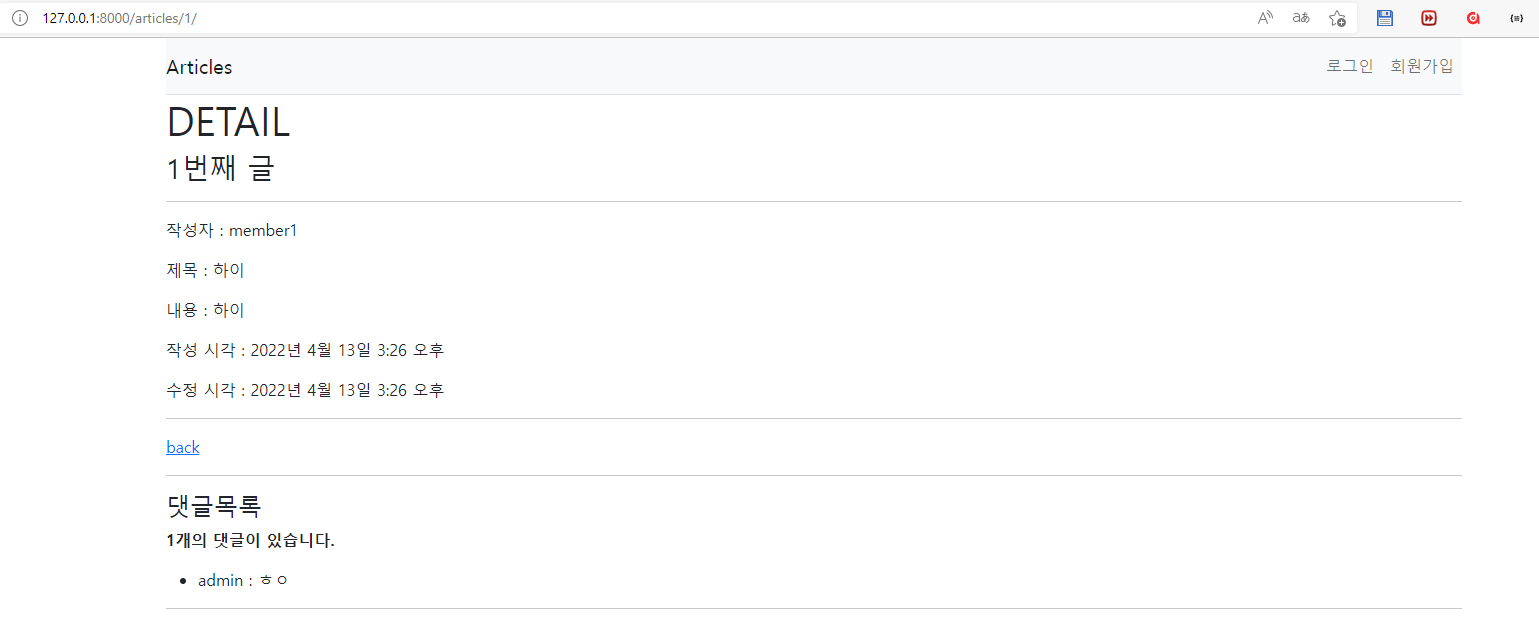 127.0.0.1:8000/articles/1/
Articles 로그인 회원가입
DETAIL
1번째 글
작성자 : member1
제목 : 하이
내용 : 하이
작성 시각 : 2022년 4월 13일 3:26 오후
수정 시각 : 2022년 4월 13일 3:26 오후
back
댓글목록
1개의 댓글이 있습니다.
admin : ㅎㅇ